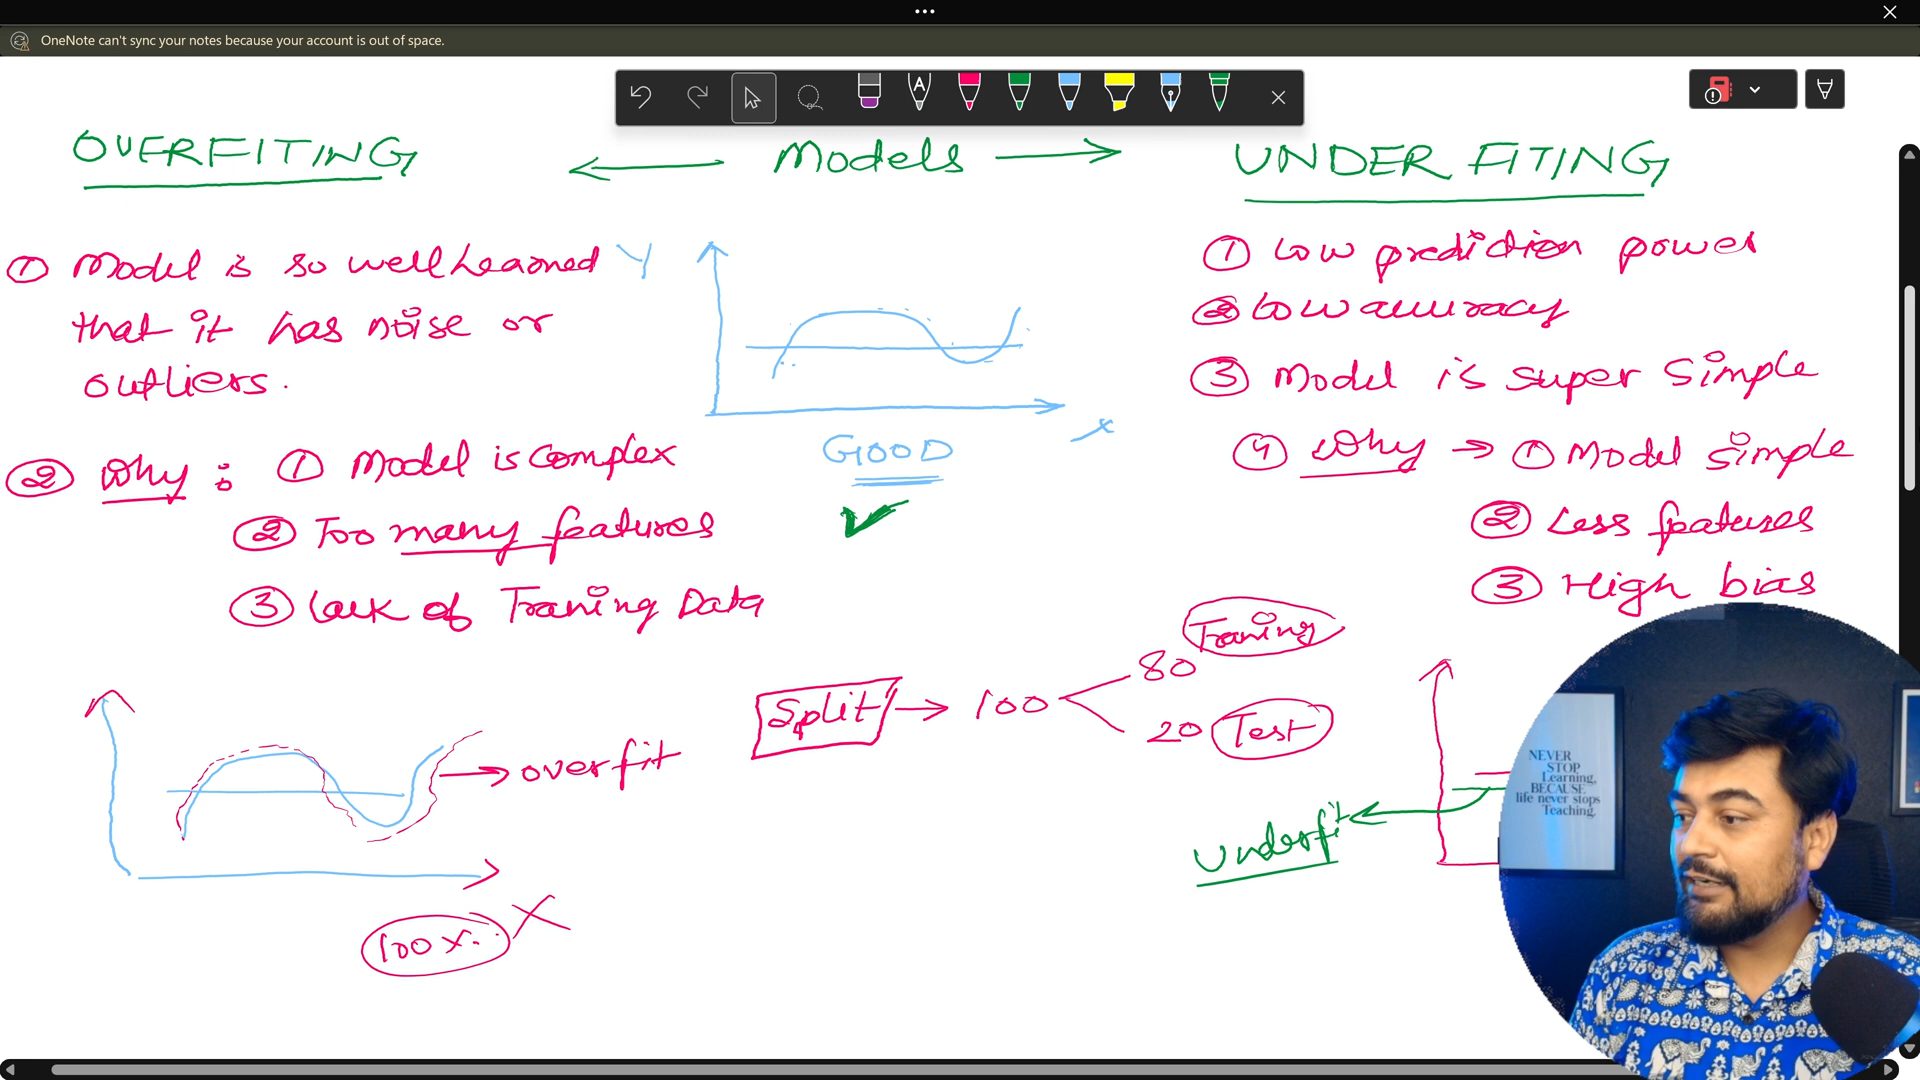 OneNote can't sync your notes because your account is out of space.
OVERFITING
Models
UNDER FITING
① Model is so well Learned
that it has noise or
outliers.
② Why : ① Model is Complex
② Too many features
③ Lack of Traning Data
Y
X
GOOD
① Low prediction power
② Low accuracy
③ Model is super Simple
④ Why → ① Model Simple
② Less features
③ High bias
Split → 100
80 Traning
20 Test
overfit
100 %.
Underfit
NEVER
STOP
Learning,
BECAUSE
life never stops
Teaching.